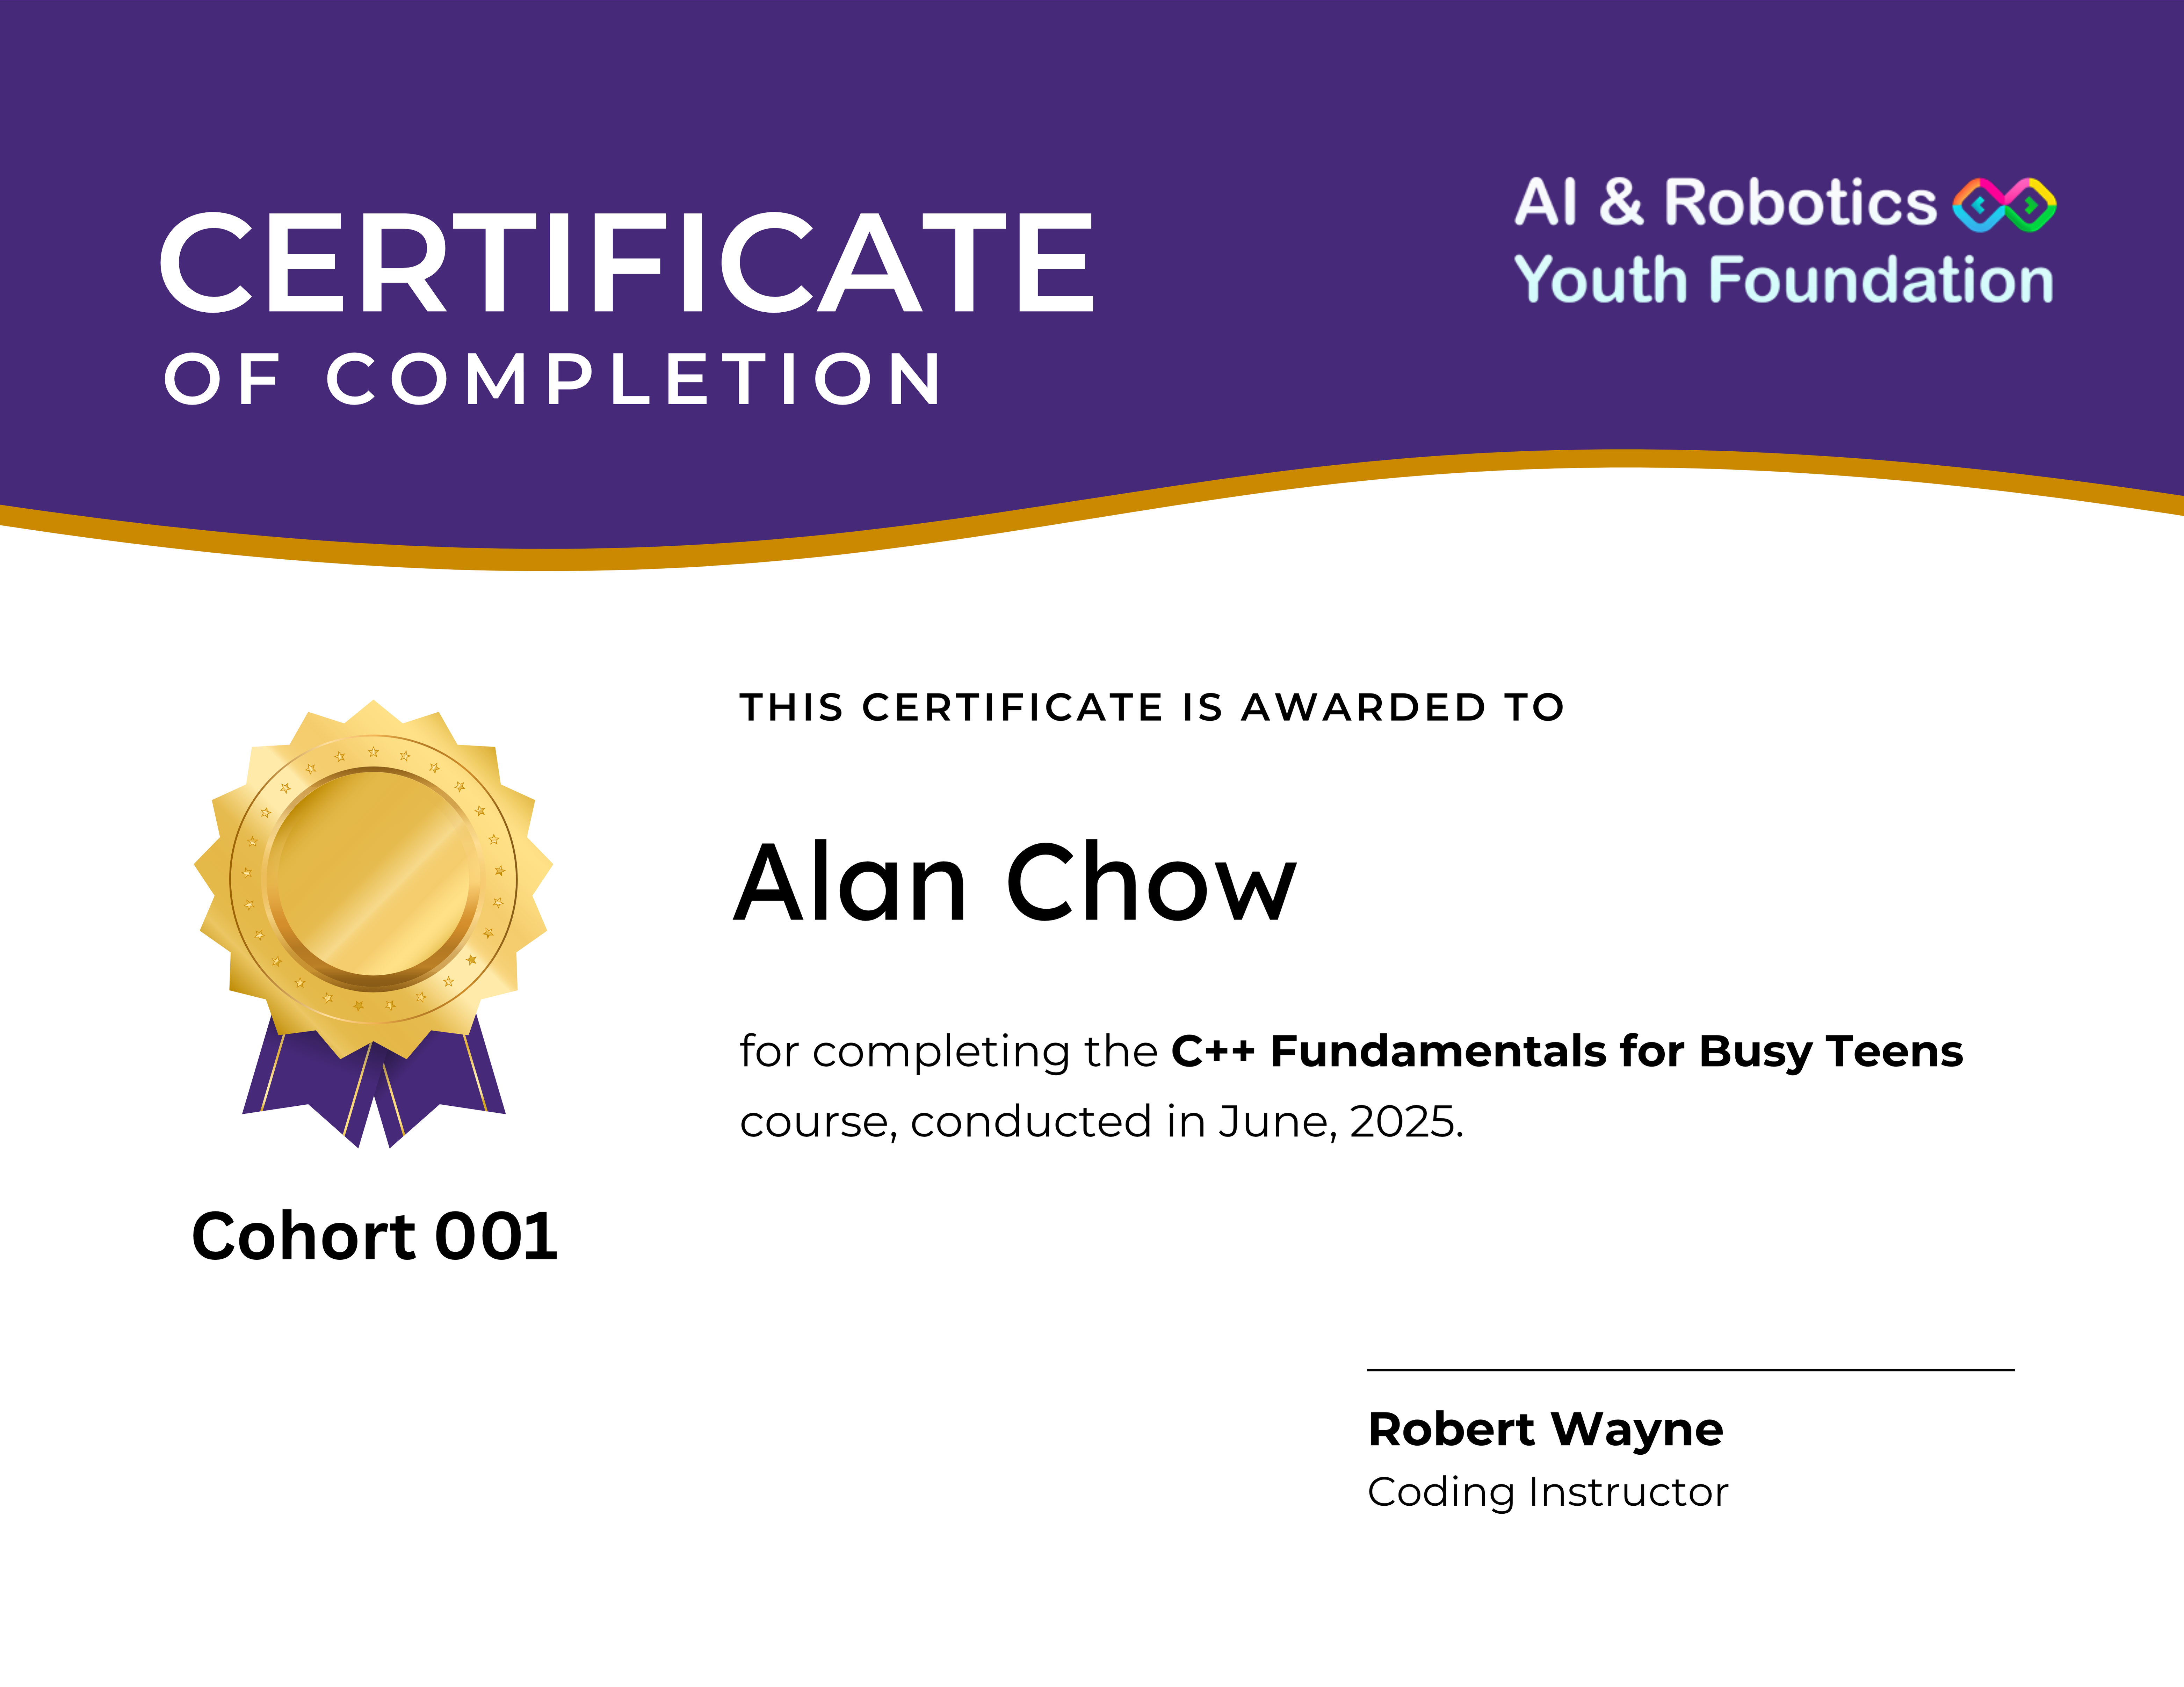 CERTIFICATE
OF COMPLETION
AI & Robotics
Youth Foundation
THIS CERTIFICATE IS AWARDED TO
Alan Chow
for completing the C++ Fundamentals for Busy Teens
course, conducted in June, 2025.
Cohort 001
Robert Wayne
Coding Instructor